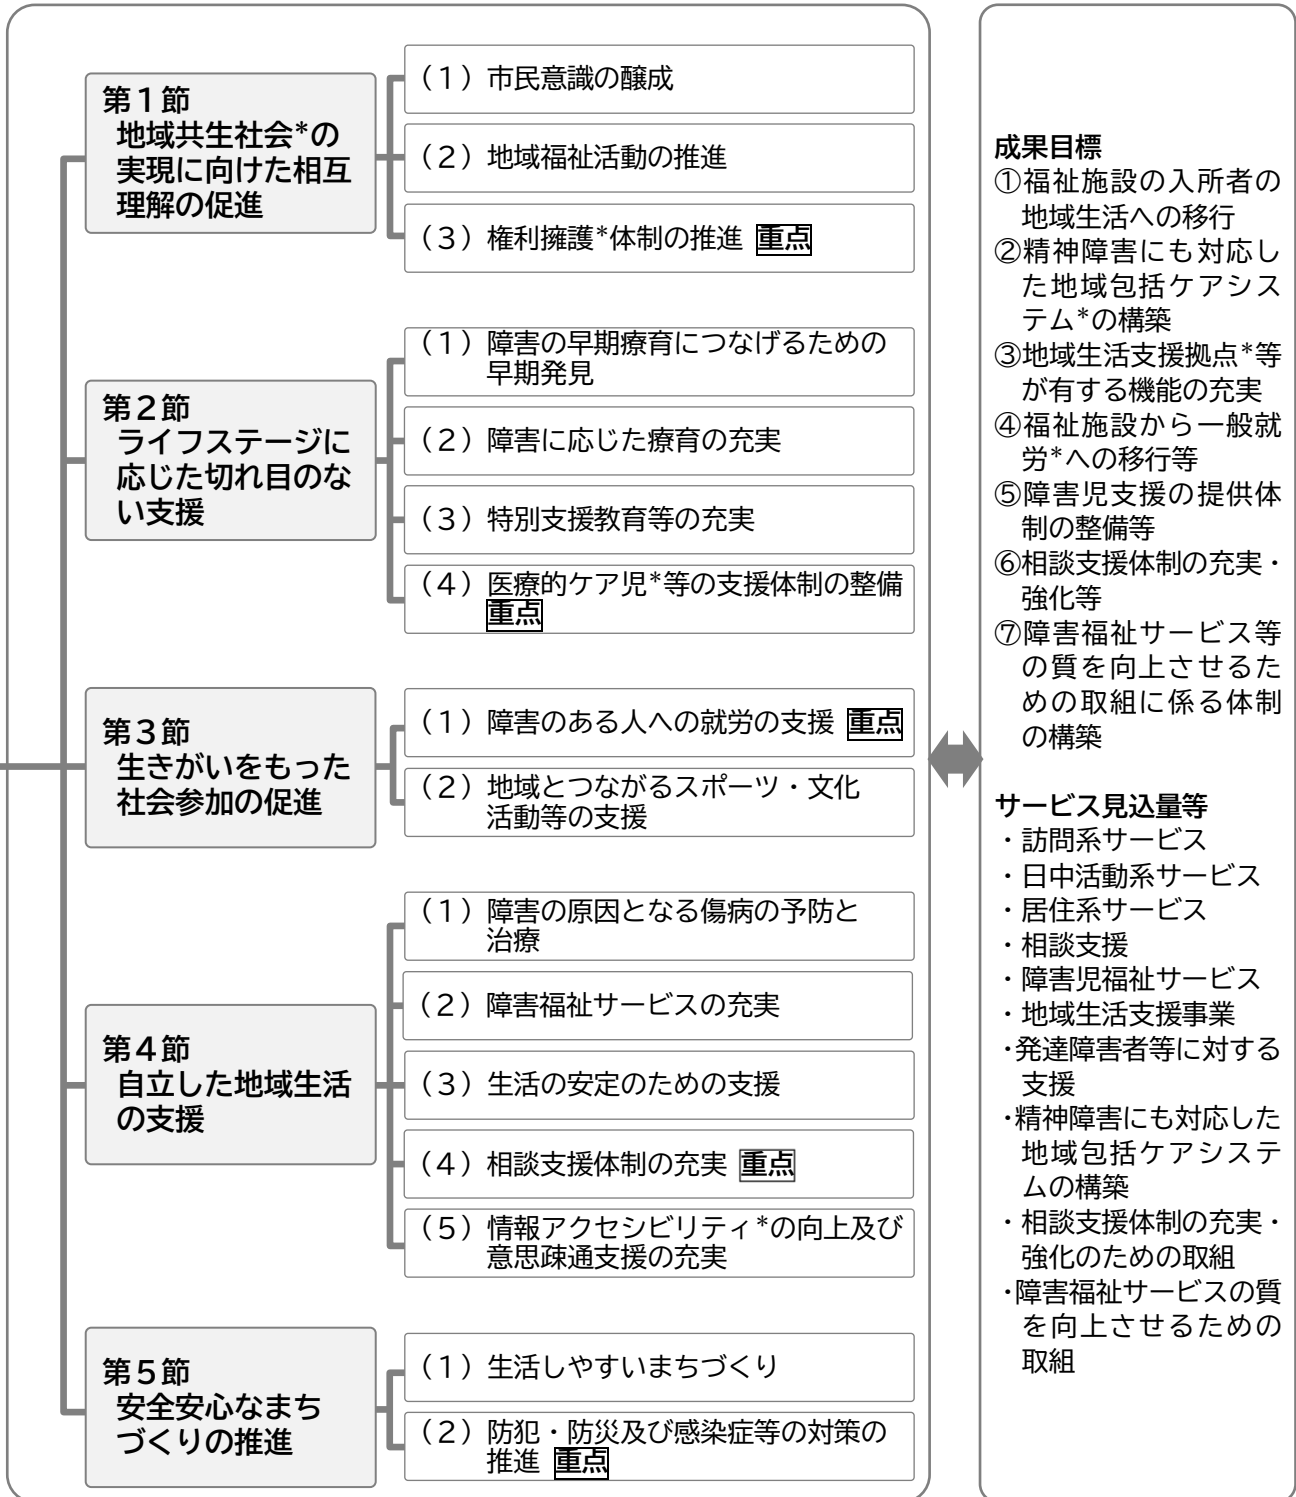 第１節
地域共生社会*の
実現に向けた相互
理解の促進
（１）市民意識の醸成
（２）地域福祉活動の推進
（３）権利擁護*体制の推進 重点
第２節
ライフステージに
応じた切れ目のな
い支援
（１）障害の早期療育につなげるための
早期発見
（２）障害に応じた療育の充実
（３）特別支援教育等の充実
（４）医療的ケア児*等の支援体制の整備
重点
第３節
生きがいをもった
社会参加の促進
（１）障害のある人への就労の支援 重点
（２）地域とつながるスポーツ・文化
活動等の支援
第４節
自立した地域生活
の支援
（１）障害の原因となる傷病の予防と
治療
（２）障害福祉サービスの充実
（３）生活の安定のための支援
（４）相談支援体制の充実 重点
（５）情報アクセシビリティ*の向上及び
意思疎通支援の充実
第５節
安全安心なまち
づくりの推進
（１）生活しやすいまちづくり
（２）防犯・防災及び感染症等の対策の
推進 重点
成果目標
①福祉施設の入所者の
地域生活への移行
②精神障害にも対応し
た地域包括ケアシス
テム*の構築
③地域生活支援拠点*等
が有する機能の充実
④福祉施設から一般就
労*への移行等
⑤障害児支援の提供体
制の整備等
⑥相談支援体制の充実・
強化等
⑦障害福祉サービス等
の質を向上させるた
めの取組に係る体制
の構築
サービス見込量等
・訪問系サービス
・日中活動系サービス
・居住系サービス
・相談支援
・障害児福祉サービス
・地域生活支援事業
・発達障害者等に対する
支援
・精神障害にも対応した
地域包括ケアシステ
ムの構築
・相談支援体制の充実・
強化のための取組
・障害福祉サービスの質
を向上させるための
取組